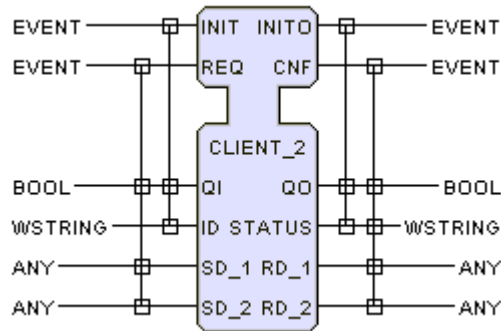 EVENT INIT INITO EVENT
EVENT REQ CNF EVENT
CLIENT_2
BOOL QI QO BOOL
WSTRING ID STATUS WSTRING
ANY SD_1 RD_1 ANY
ANY SD_2 RD_2 ANY